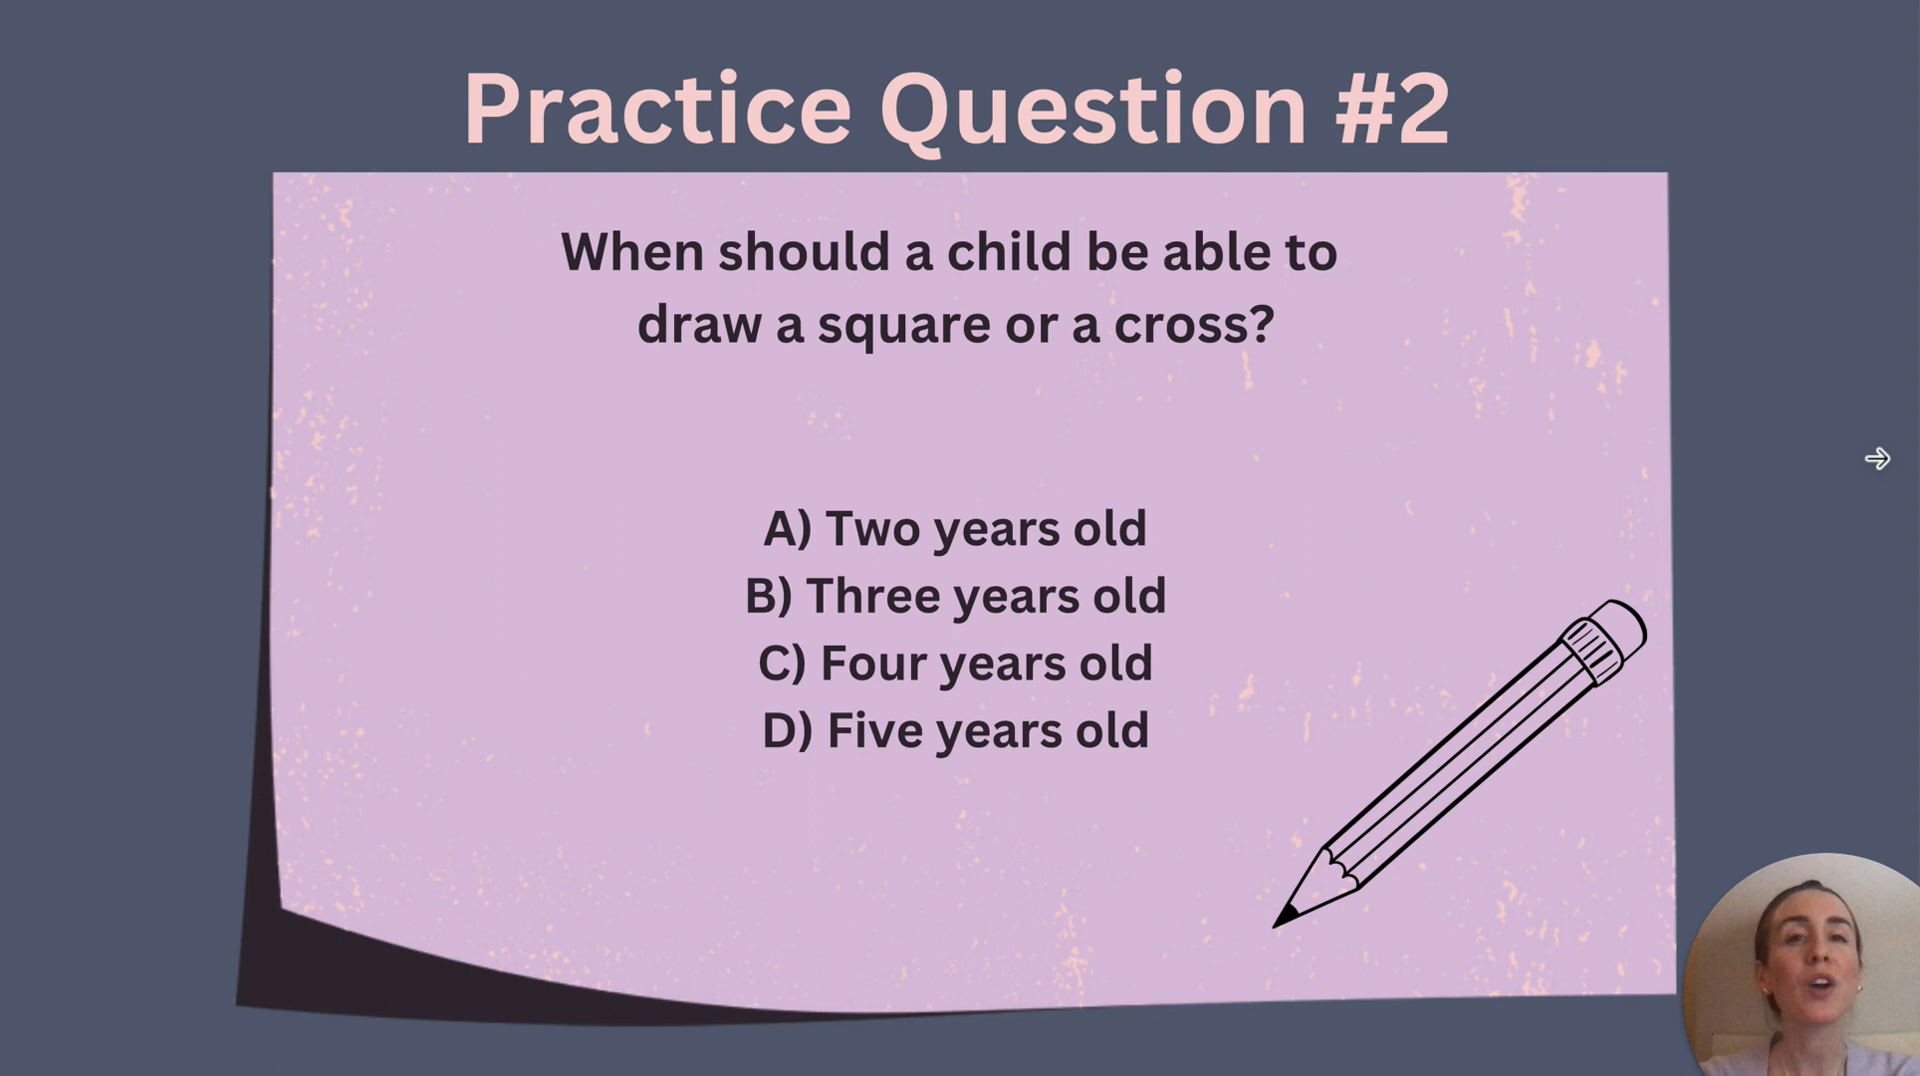 Practice Question #2
When should a child be able to
draw a square or a cross?
A) Two years old
B) Three years old
C) Four years old
D) Five years old